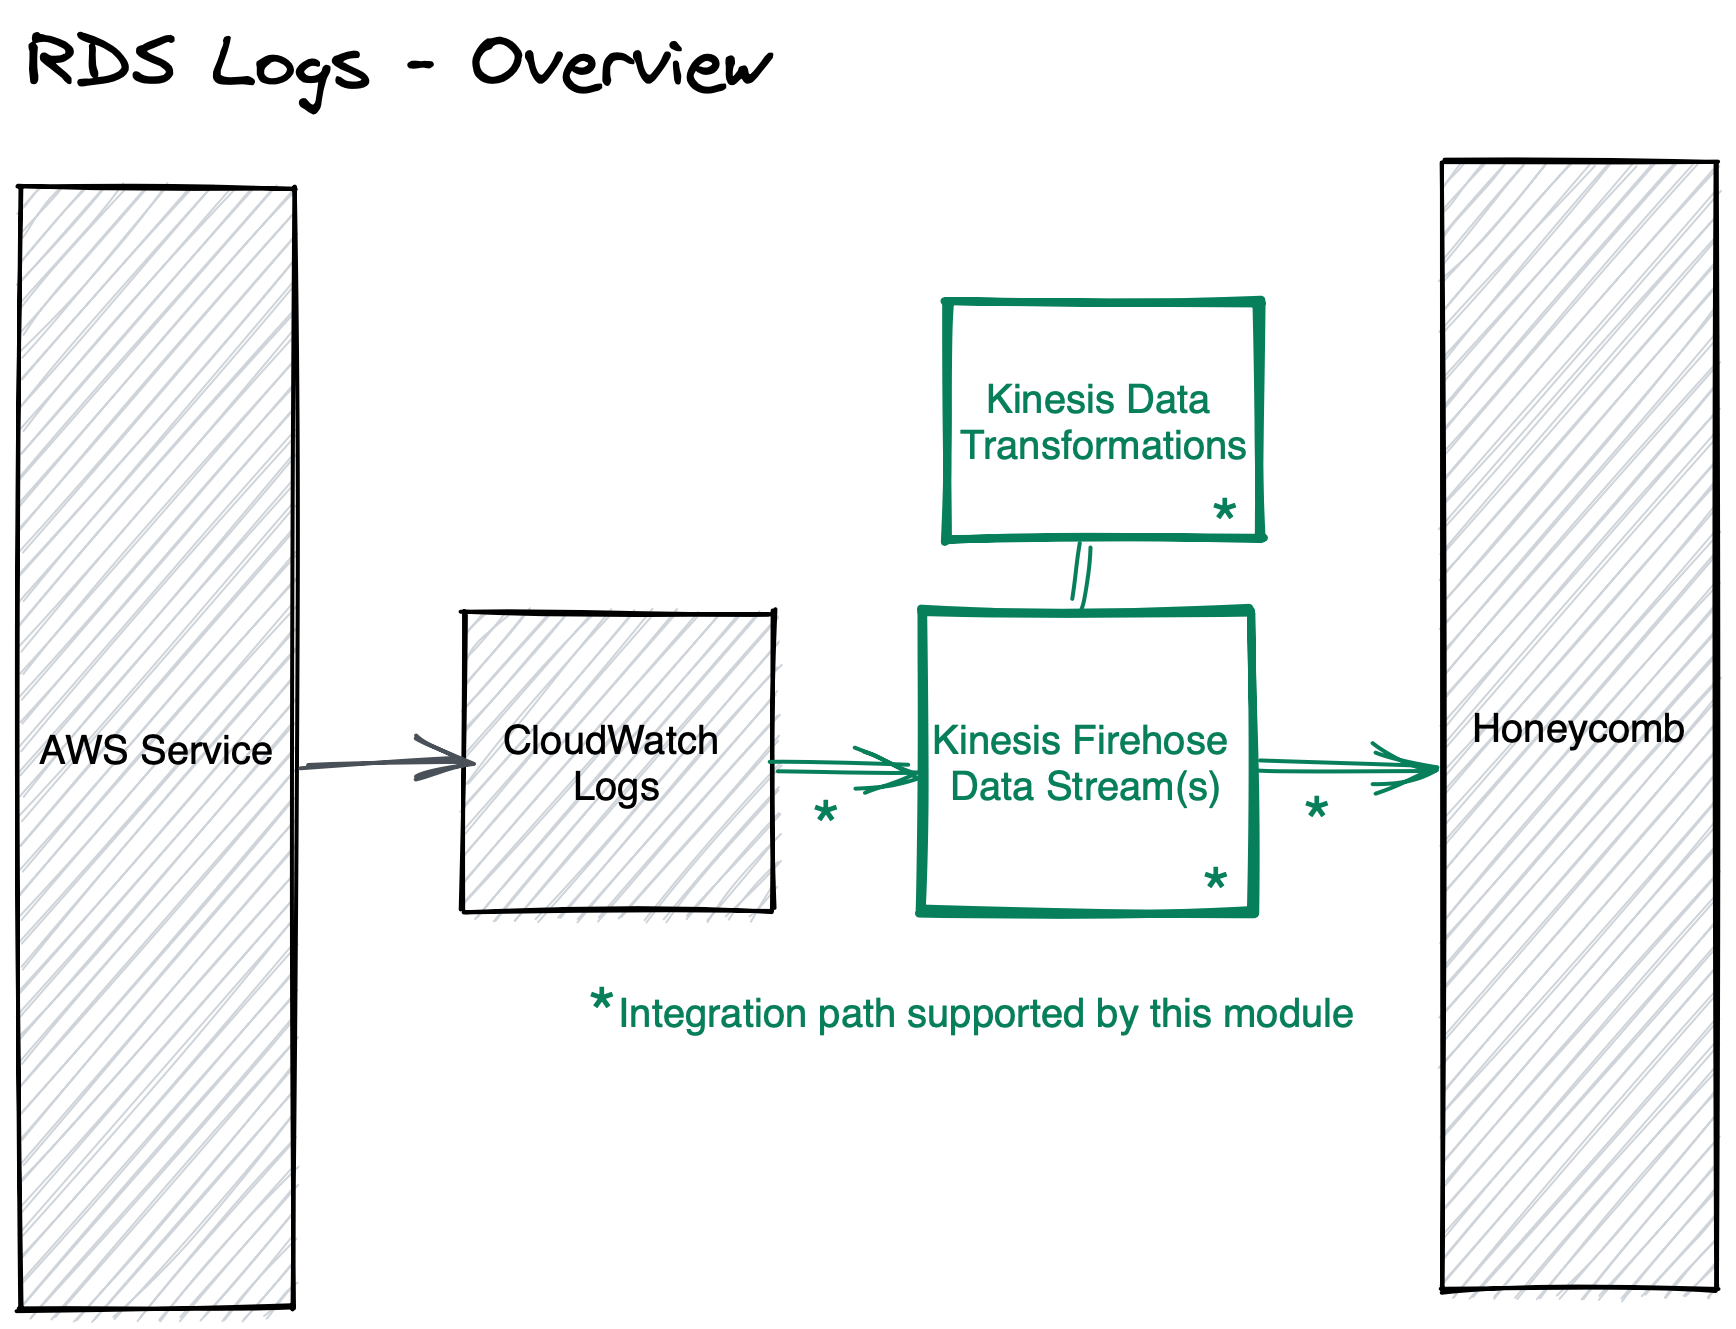 RDS Logs - Overview
Kinesis Data
Transformations
*
AWS Service
CloudWatch
Logs
*
Kinesis Firehose
Data Stream(s)
*
*
Honeycomb
*Integration path supported by this module